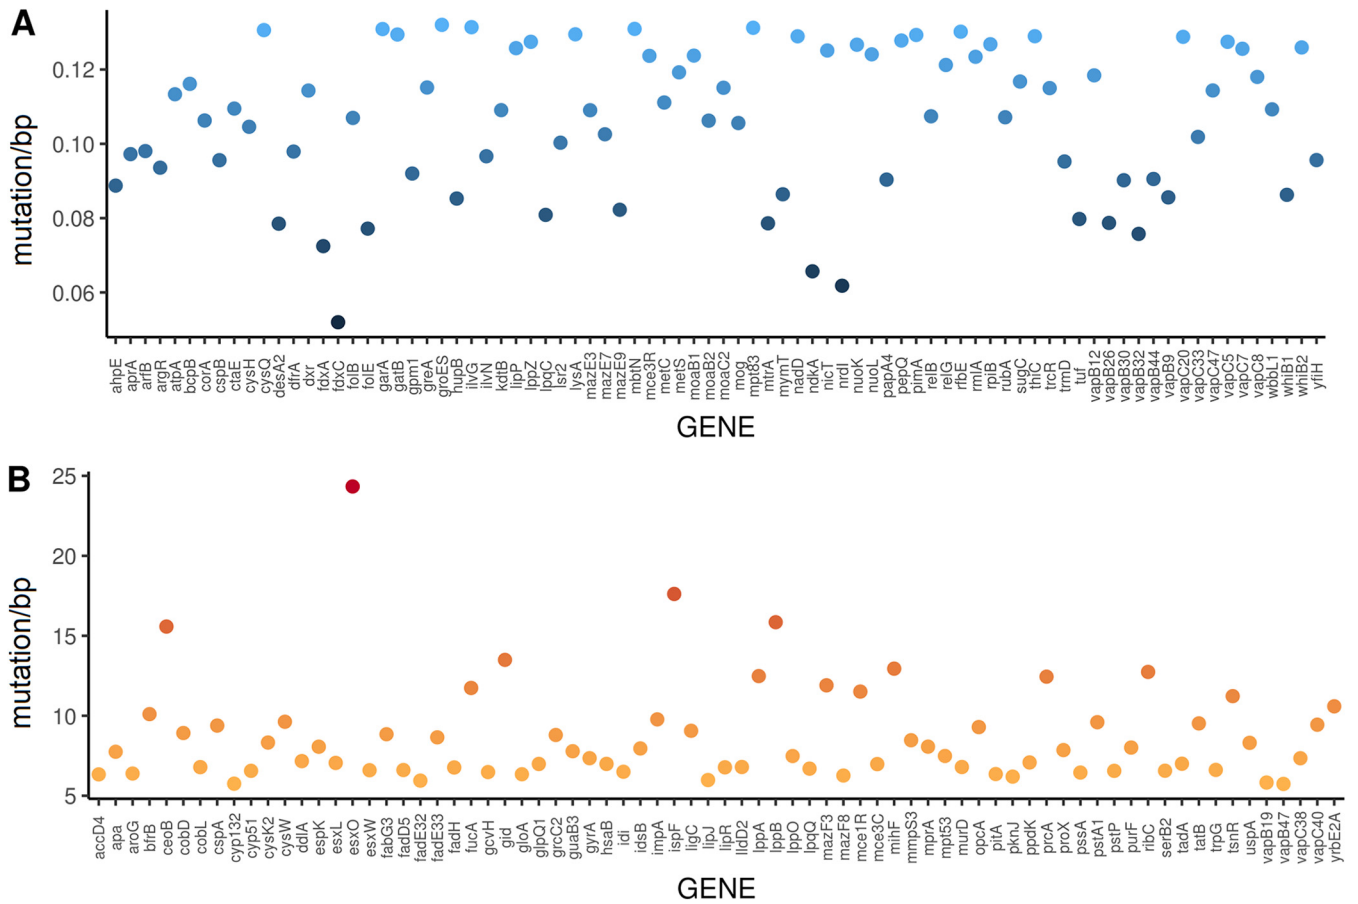 A
mutation/bp
0.12
0.10
0.08
0.06
ahpE aprA arfB argR atpA bcpB corA cspB ctaE cysH cysQ desA2 dfrA dxr fdxA fdxC folB folE garA gatB gpm1 greA groES hupB ilvG ilvN kdtB lipP lppZ lpqC lsr2 lysA mazE3 mazE7 mazE9 mbtN mce3R metC metS moaB1 moaB2 moaC2 mog mpt83 mtrA mymT nadD ndkA nicT nrdI nuoK nuoL papA4 pepQ pimA relB relG ribE rmlA rpiB rubA sugC thiC trcR trmD tuf vapB12 vapB26 vapB30 vapB32 vapB44 vapB9 vapC20 vapC33 vapC47 vapC5 vapC7 vapC8 wbbL1 whiB1 whiB2 yfiH
GENE
B
mutation/bp
25
20
15
10
5
accD4 apa aroG bfrB ceoB cobD cobL cspA cyp132 cyp51 cysK2 cysW ddlA espK esxL esxO esxW fabG3 fadD5 fadE32 fadE33 fadH fucA gcvH gid gloA glpQ1 grcC2 guaB3 gyrA hsaB idi idsB impA ispF ligC lipJ lipR lldD2 lppA lppB lppO lpqQ mazF3 mazF8 mce1R mce3C mihF mmpS3 mprA mpt53 murD opcA pitA pknJ ppdK prcA proX pssA pstA1 pstP purF ribC serB2 tadA tatB trpG tsnR uspA vapB19 vapB47 vapC38 vapC40 yrbE2A
GENE